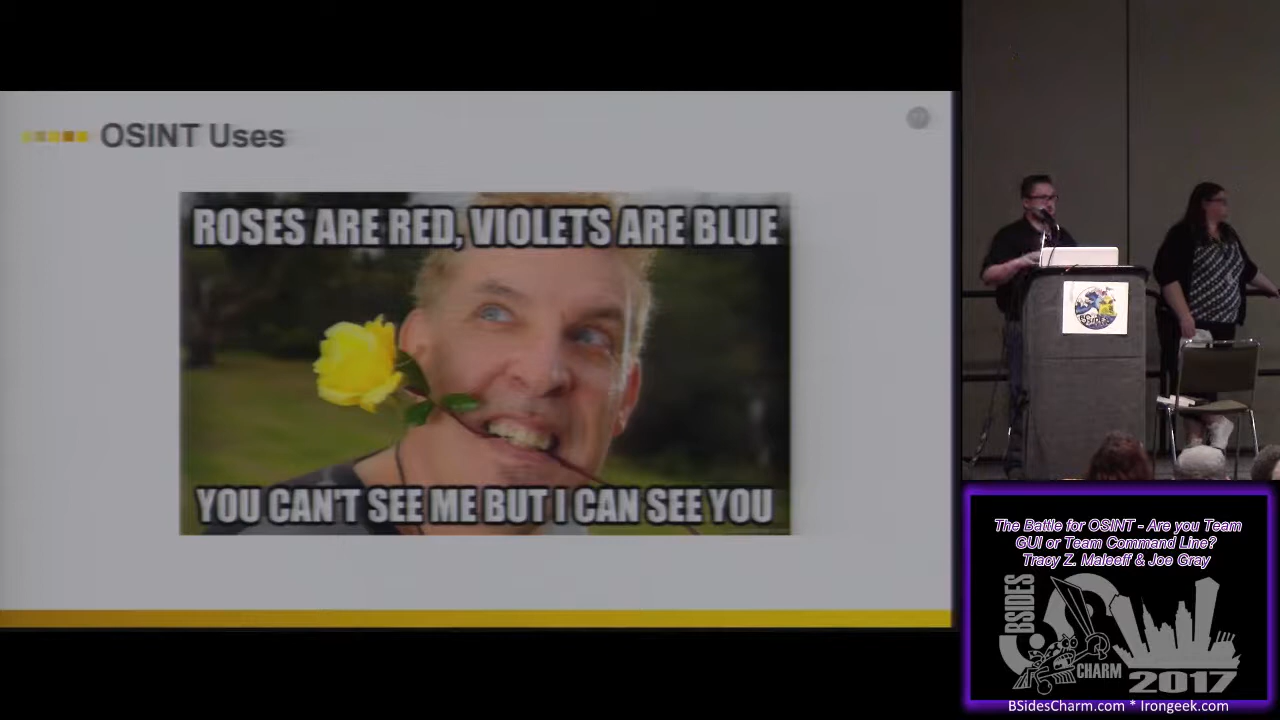 OSINT Uses
ROSES ARE RED, VIOLETS ARE BLUE
YOU CAN'T SEE ME BUT I CAN SEE YOU
The Battle for OSINT - Are you Team
GUI or Team Command Line?
Tracy Z. Maleeff & Joe Gray
BSIDES
CHARM
2017
BSidesCharm.com * Irongeek.com